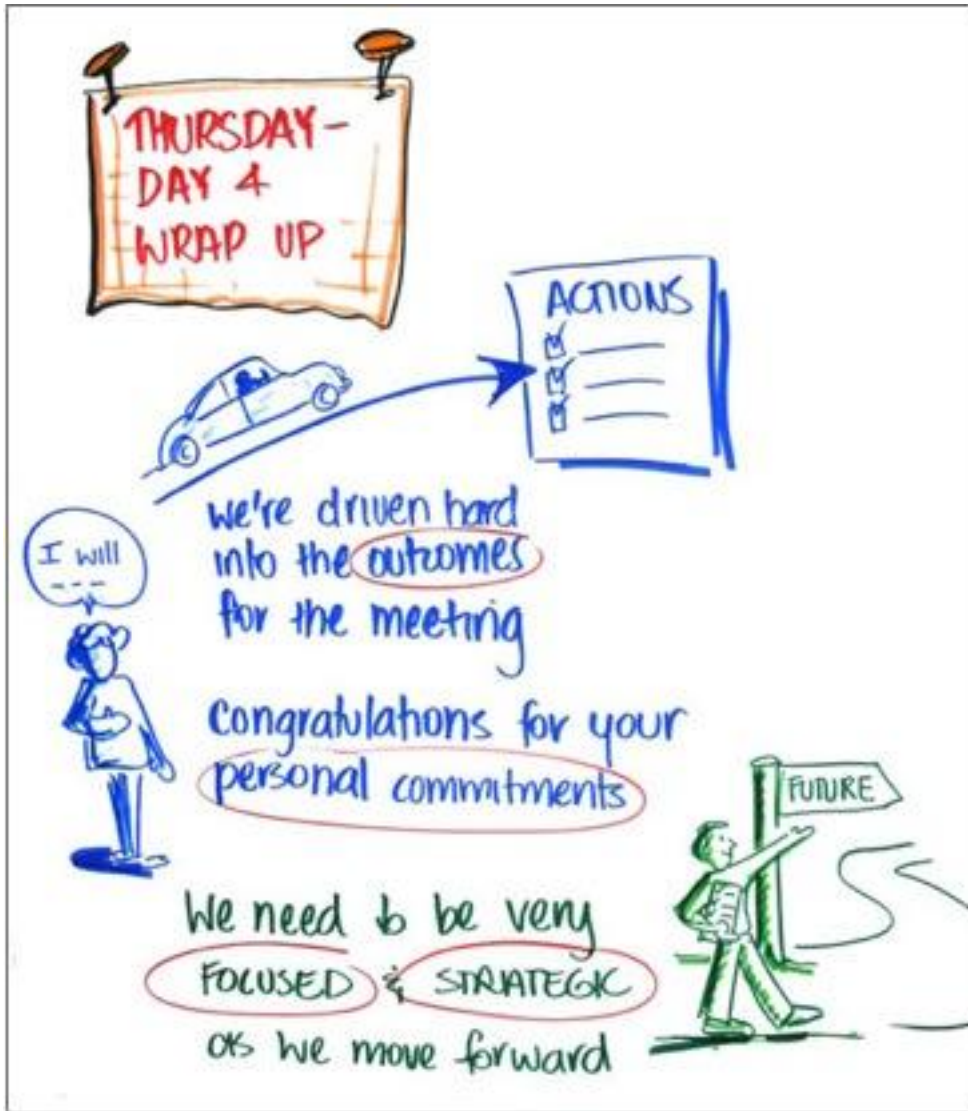 THURSDAY-
DAY 4
WRAP UP
ACTIONS
we're driven hard
into the outcomes
for the meeting
I will
---
Congratulations for your
personal commitments
FUTURE
We need to be very
FOCUSED & STRATEGIC
as we move forward